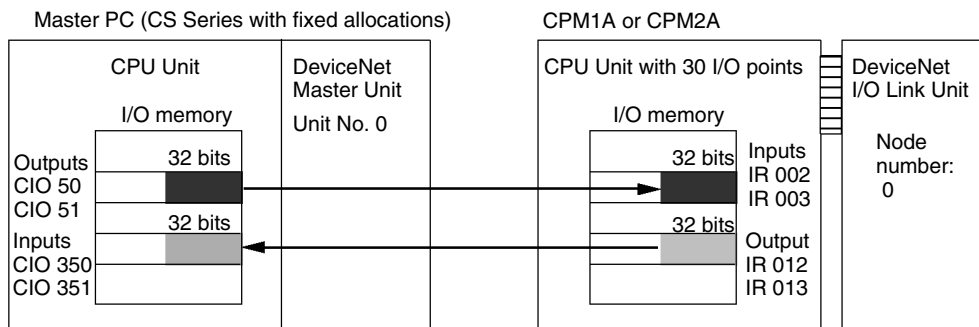 Master PC (CS Series with fixed allocations)
CPM1A or CPM2A
CPU Unit
DeviceNet
Master Unit
Unit No. 0
I/O memory
Outputs
CIO 50
CIO 51
32 bits
Inputs
CIO 350
CIO 351
32 bits
CPU Unit with 30 I/O points
I/O memory
32 bits
Inputs
IR 002
IR 003
32 bits
Output
IR 012
IR 013
DeviceNet
I/O Link Unit
Node
number:
0